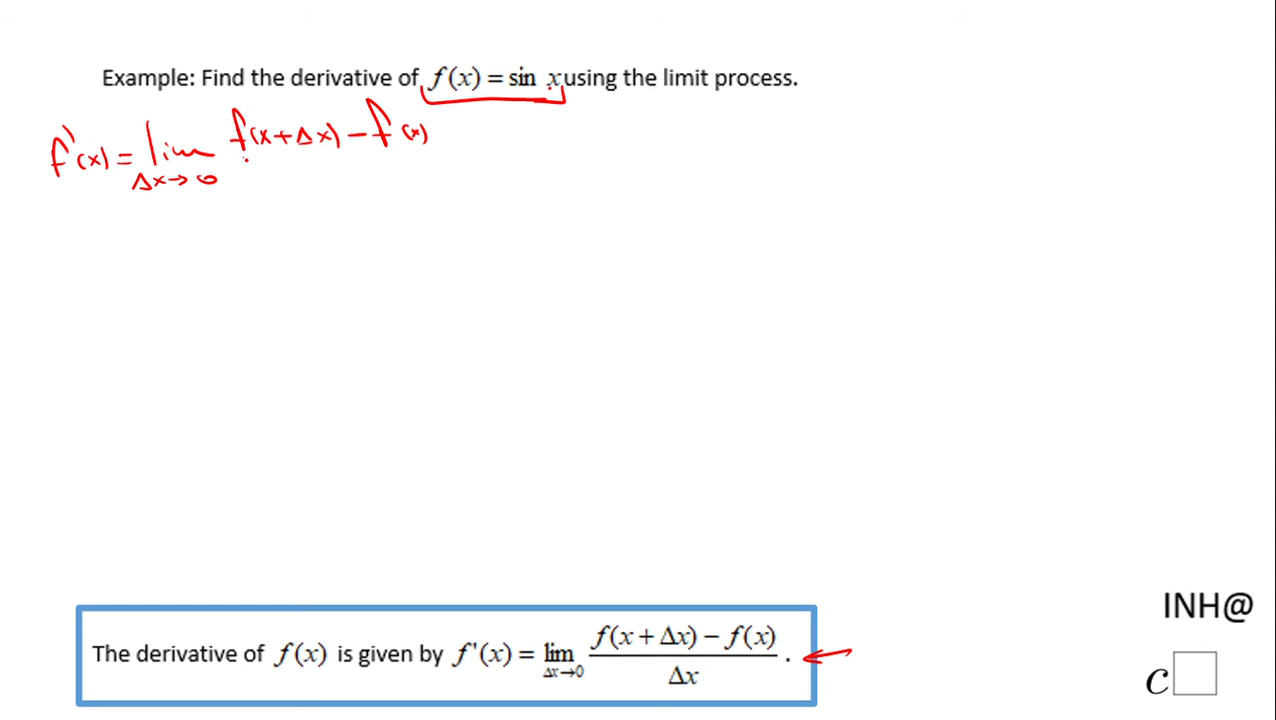 Example: Find the derivative of f(x) = sin x using the limit process.
f'(x) = lim f(x+Δx) - f(x)
Δx→0
The derivative of f(x) is given by f'(x) = lim Δx→0 f(x + Δx) − f(x) / Δx .
INH@
c